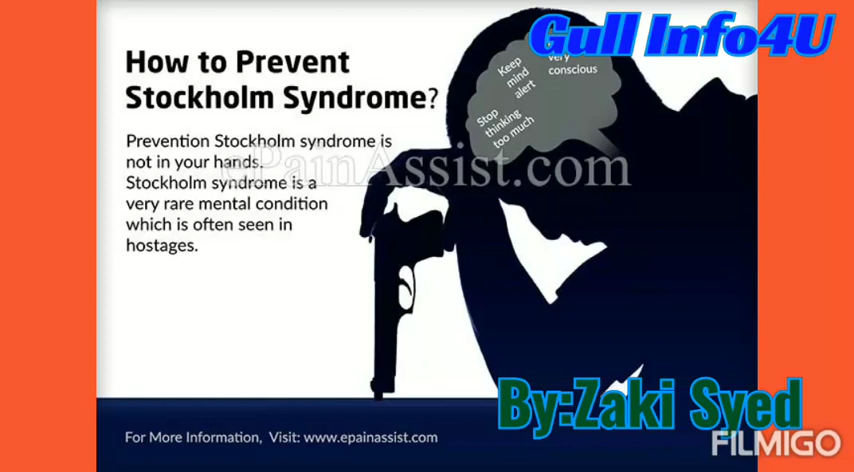 Gull Info4U
How to Prevent
Stockholm Syndrome?
Keep
mind
alert
very
conscious
Stop
thinking
too much
Prevention Stockholm syndrome is
not in your hands.
Stockholm syndrome is a
very rare mental condition
which is often seen in
hostages.
ePainAssist.com
By:Zaki Syed
For More Information, Visit: www.epainassist.com
FILMIGO